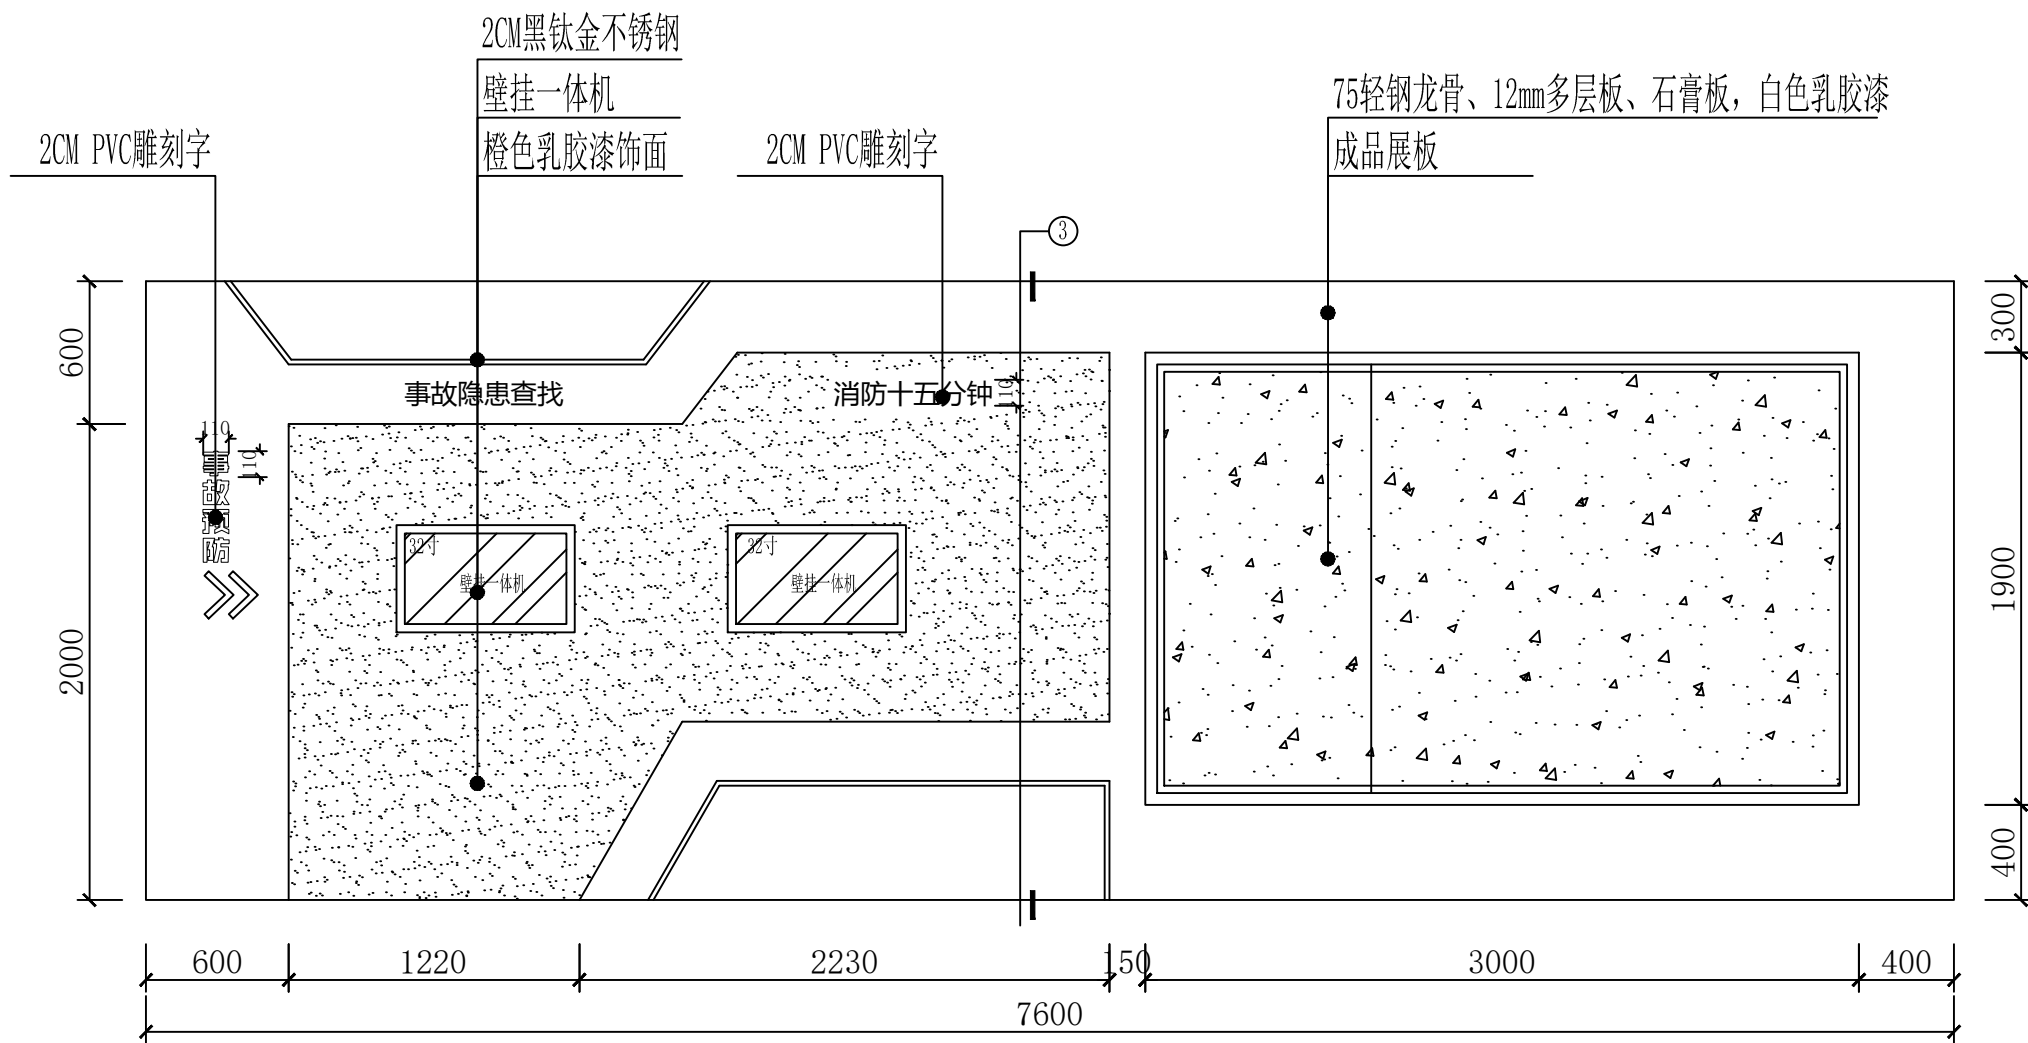 2CM黑钛金不锈钢
壁挂一体机
橙色乳胶漆饰面
2CM PVC雕刻字
2CM PVC雕刻字
75轻钢龙骨、12mm多层板、石膏板，白色乳胶漆
成品展板
3
600
2000
300
1900
400
事故隐患查找
消防十五分钟
110
110
110
事故预防
32寸
壁挂一体机
32寸
壁挂一体机
600
1220
2230
150
3000
400
7600